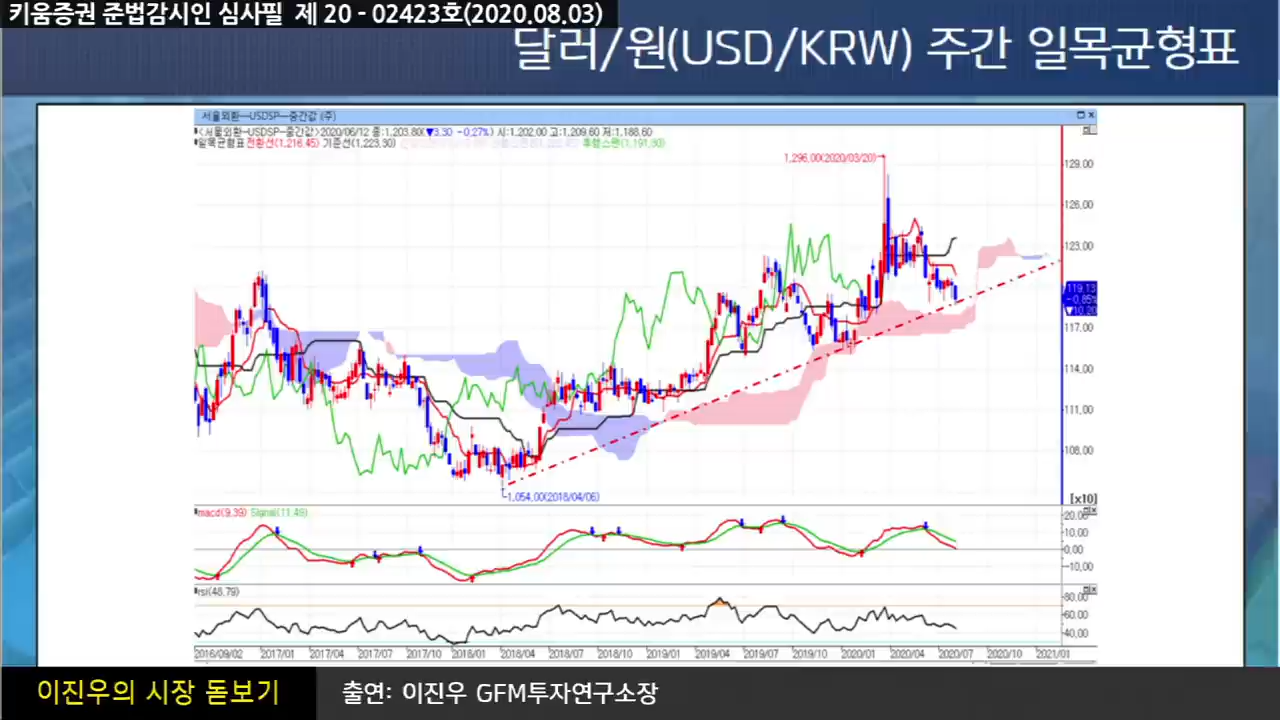 키움증권 준법감시인 심사필 제 20 - 02423호(2020.08.03)
달러/원(USD/KRW) 주간 일목균형표
서울외환-USDSP-중간값 (주)
<서울외환-USDSP-중간값>2020/06/12 종:1,203.80(▼3.30 -0.27%) 시:1,202.00 고:1,209.60 저:1,188.60
일목균형표 전환선(1,216.45) 기준선(1,223.30) 후행스팬(1,191.30)
1,296.00(2020/03/20)
129.00
126.00
123.00
119.13
-0.85%
▼10.20
117.00
114.00
111.00
108.00
1,054.00(2018/04/06)
[x10]
macd(9.39) Signal(11.49)
20.00
10.00
0.00
-10.00
rsi(48.79)
80.00
60.00
40.00
2016/09/02 2017/01 2017/04 2017/07 2017/10 2018/01 2018/04 2018/07 2018/10 2019/01 2019/04 2019/07 2019/10 2020/01 2020/04 2020/07 2020/10 2021/01
이진우의 시장 돋보기
출연: 이진우 GFM투자연구소장